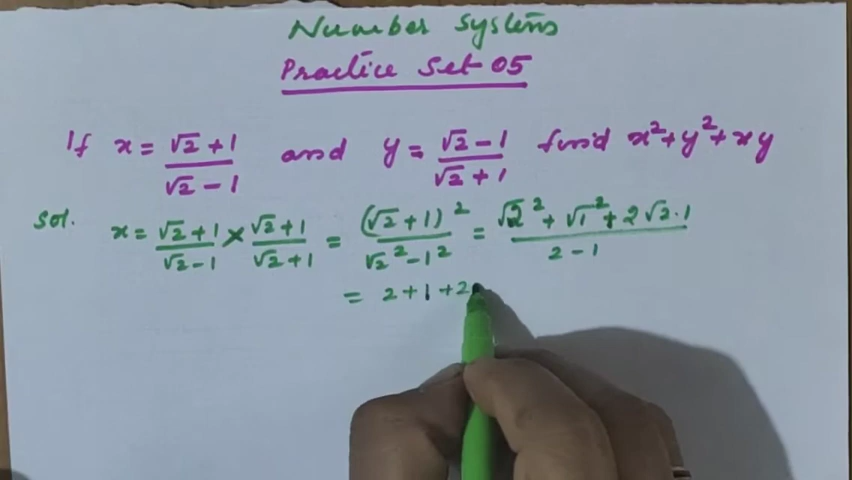 Number Systems
Practice Set 05
If x = √2 + 1 / √2 - 1 and y = √2 - 1 / √2 + 1 find x² + y² + xy
Sol. x = √2 + 1 / √2 - 1 × √2 + 1 / √2 + 1 = (√2 + 1)² / √2² - 1² = √2² + √1² + 2√2·1 / 2 - 1
= 2 + 1 + 2